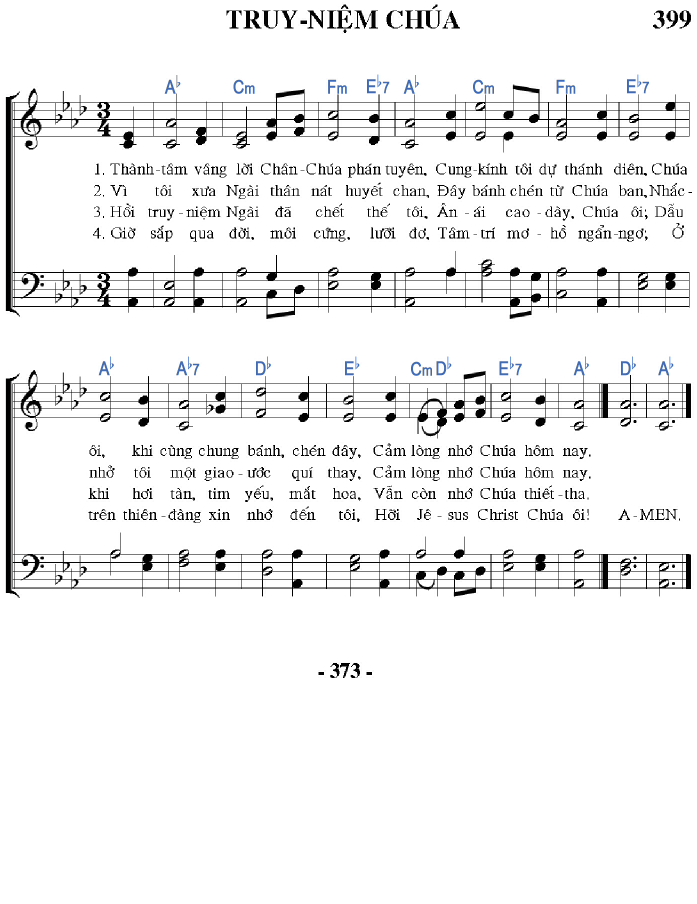 TRUY-NIỆM CHÚA 399
A♭ Cm Fm E♭7 A♭ Cm Fm E♭7
1. Thành-tâm vâng lời Chân-Chúa phán tuyên, Cung-kính tôi dự thánh diên, Chúa
2. Vì tôi xưa Ngài thân nát huyết chan, Đây bánh chén từ Chúa ban, Nhắc-
3. Hồi truy-niệm Ngài đã chết thế tôi, Ân-ái cao-dày, Chúa ôi; Dẫu
4. Giờ sắp qua đời, môi cứng, lưỡi đơ, Tâm-trí mơ-hồ ngẩn-ngơ; Ở
3 4
3 4
A♭ A♭7 D♭ E♭ Cm D♭ E♭7 A♭ D♭ A♭
ôi, khi cùng chung bánh, chén đây, Cảm lòng nhớ Chúa hôm nay.
nhở tôi một giao-ước quí thay, Cảm lòng nhớ Chúa hôm nay.
khi hơi tàn, tim yếu, mắt hoa, Vẫn còn nhớ Chúa thiết-tha.
trên thiên-đàng xin nhớ đến tôi, Hỡi Jê-sus Christ Chúa ôi! A-MEN.
- 373 -